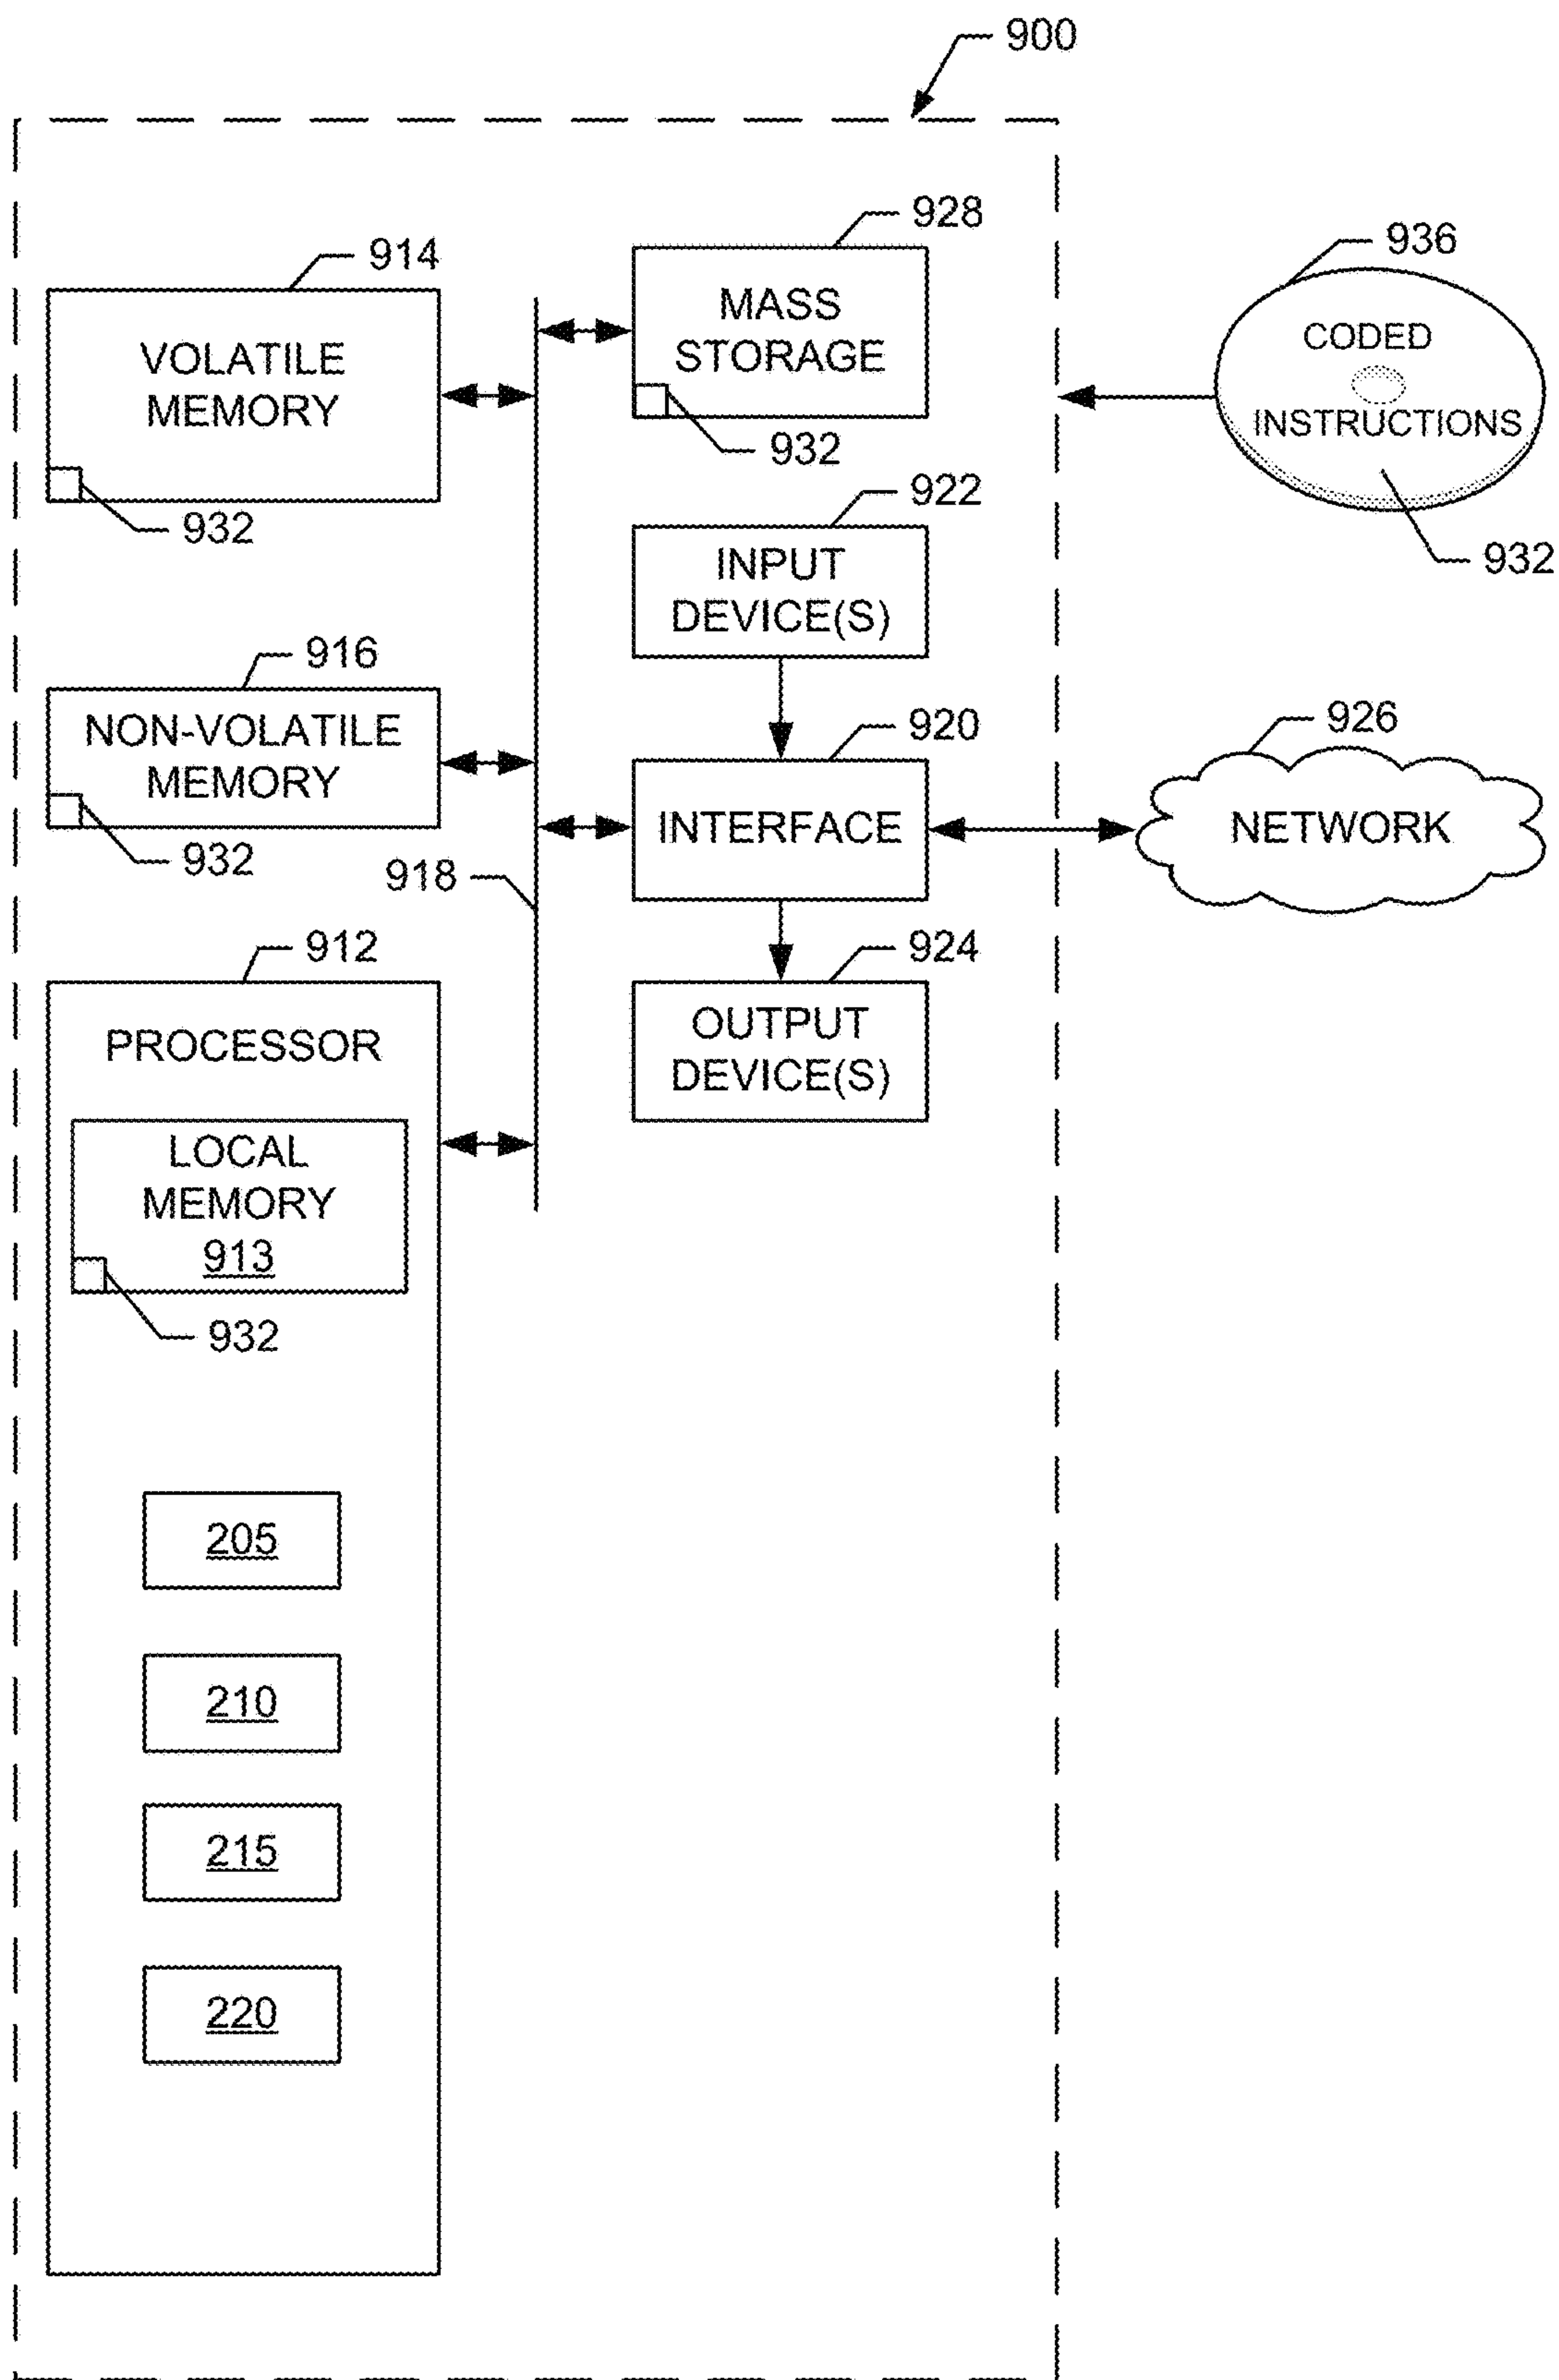 900
928
914
MASS
STORAGE
936
CODED
INSTRUCTIONS
VOLATILE
MEMORY
932
932
922
932
INPUT
DEVICE(S)
916
920
926
NON-VOLATILE
MEMORY
INTERFACE
NETWORK
932
918
912
924
PROCESSOR
OUTPUT
DEVICE(S)
LOCAL
MEMORY
913
932
205
210
215
220